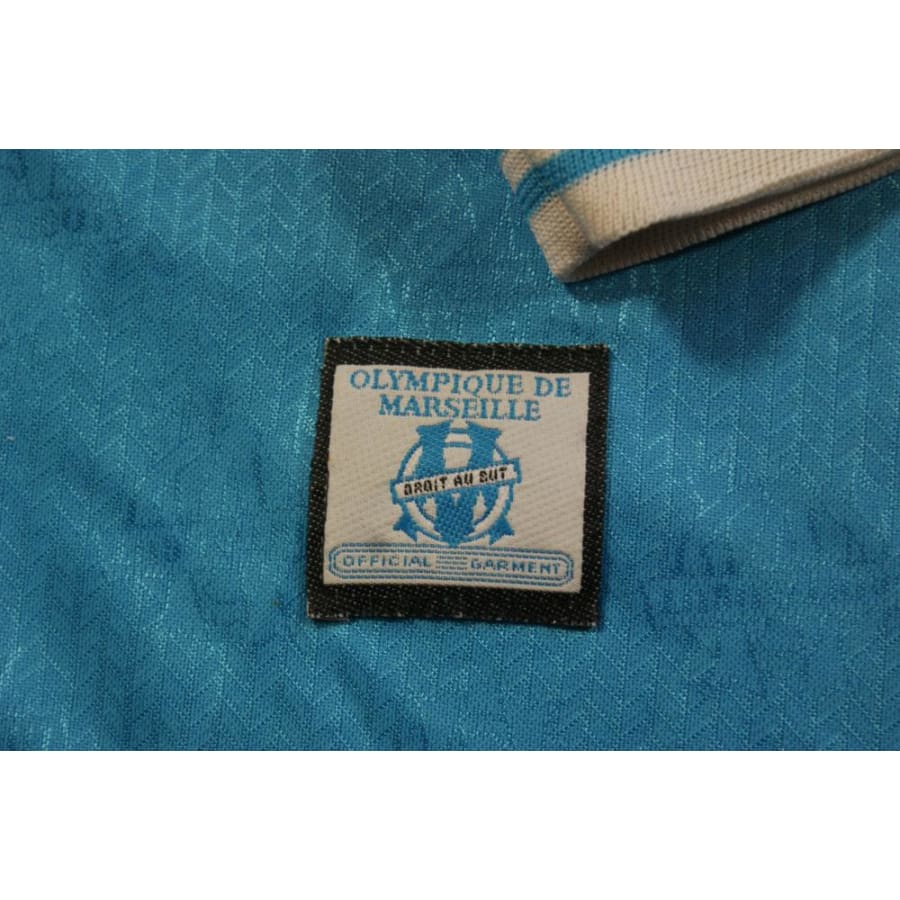 OLYMPIQUE DE
MARSEILLE
DROIT AU BUT
OFFICIAL GARMENT